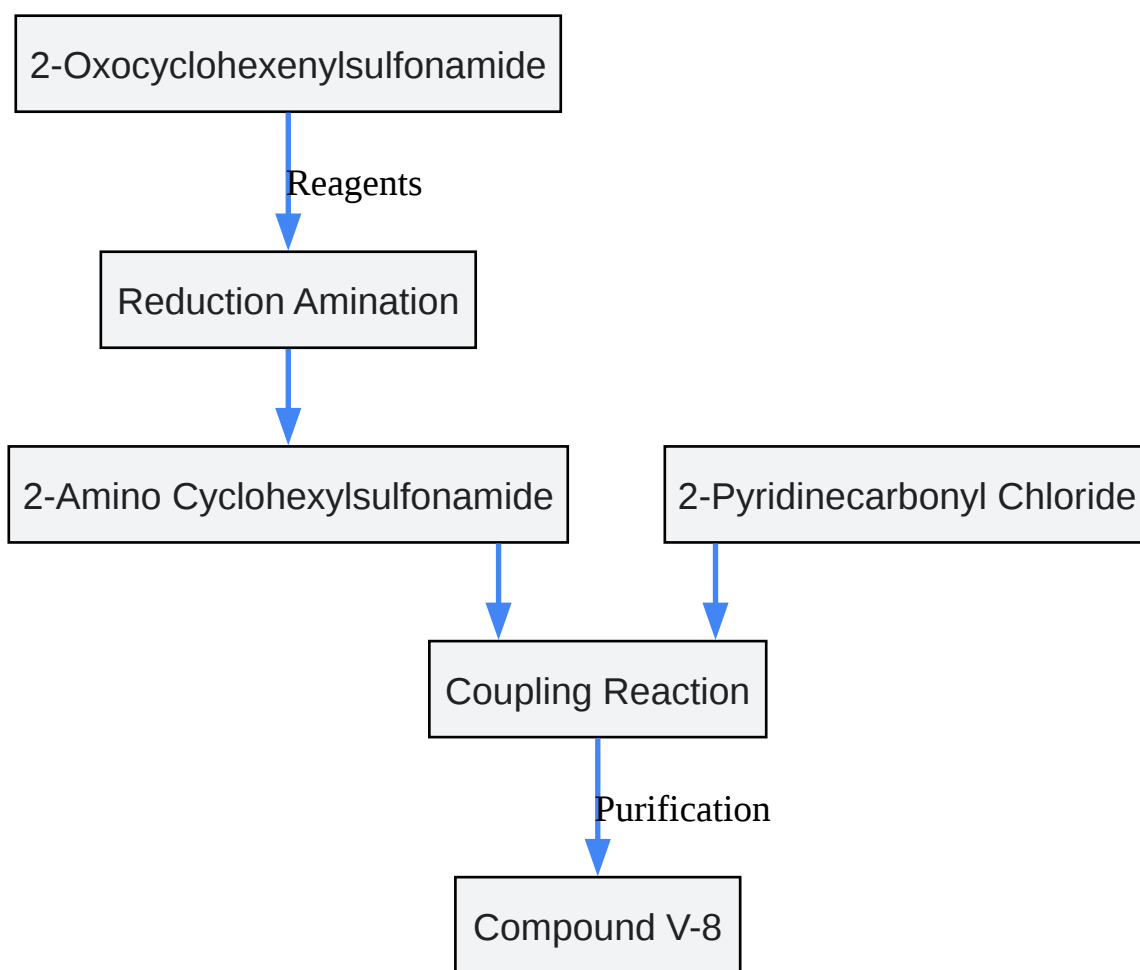 2-Oxocyclohexenylsulfonamide
Reagents
Reduction Amination
2-Amino Cyclohexylsulfonamide
2-Pyridinecarbonyl Chloride
Coupling Reaction
Purification
Compound V-8